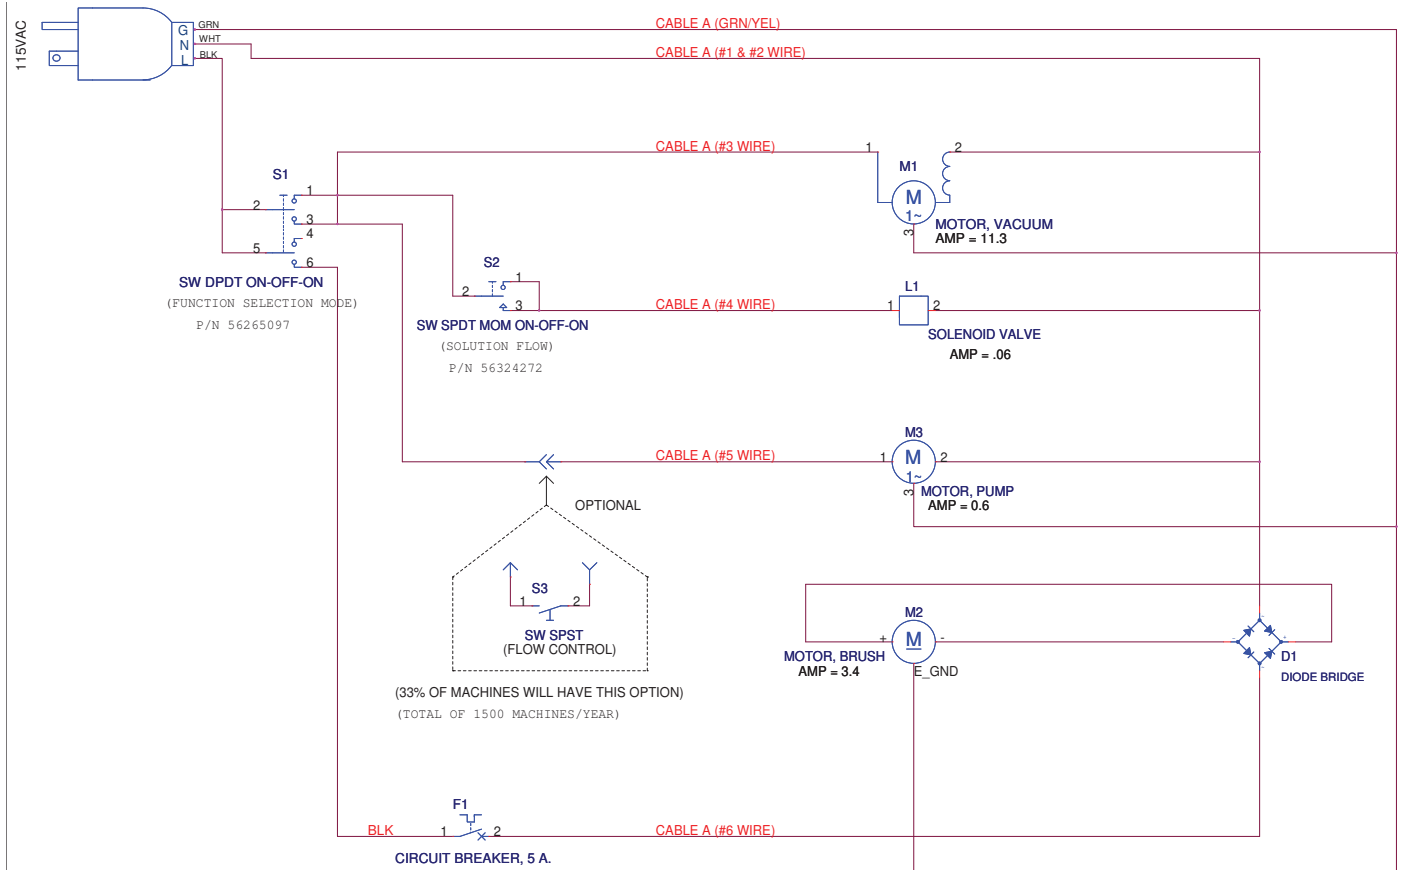 115VAC
G
N
L
GRN
WHT
BLK
CABLE A (GRN/YEL)
CABLE A (#1 & #2 WIRE)
CABLE A (#3 WIRE)
1
2
M1
M
1~
3
MOTOR, VACUUM
AMP = 11.3
S1
1
2
3
4
5
6
SW DPDT ON-OFF-ON
(FUNCTION SELECTION MODE)
P/N 56265097
S2
1
2
3
SW SPDT MOM ON-OFF-ON
(SOLUTION FLOW)
P/N 56324272
CABLE A (#4 WIRE)
L1
1
2
SOLENOID VALVE
AMP = .06
CABLE A (#5 WIRE)
M3
1
M
1~
2
3
MOTOR, PUMP
AMP = 0.6
OPTIONAL
S3
1
2
SW SPST
(FLOW CONTROL)
(33% OF MACHINES WILL HAVE THIS OPTION)
(TOTAL OF 1500 MACHINES/YEAR)
M2
+
M
-
MOTOR, BRUSH
AMP = 3.4
E_GND
D1
DIODE BRIDGE
F1
BLK
1
2
CABLE A (#6 WIRE)
CIRCUIT BREAKER, 5 A.